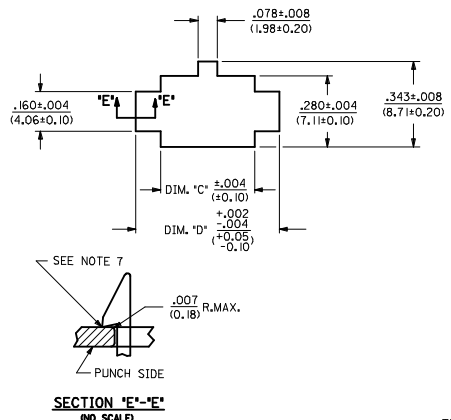 .078±.008
(1.98±0.20)
.160±.004
(4.06±0.10)
"E"
"E"
.280±.004
(7.11±0.10)
.343±.008
(8.71±0.20)
DIM. "C" ±.004
(±0.10)
+.002
DIM. "D" -.004
(+0.05
-0.10)
SEE NOTE 7
.007
(0.18) R.MAX.
PUNCH SIDE
SECTION "E"-"E"
(NO SCALE)